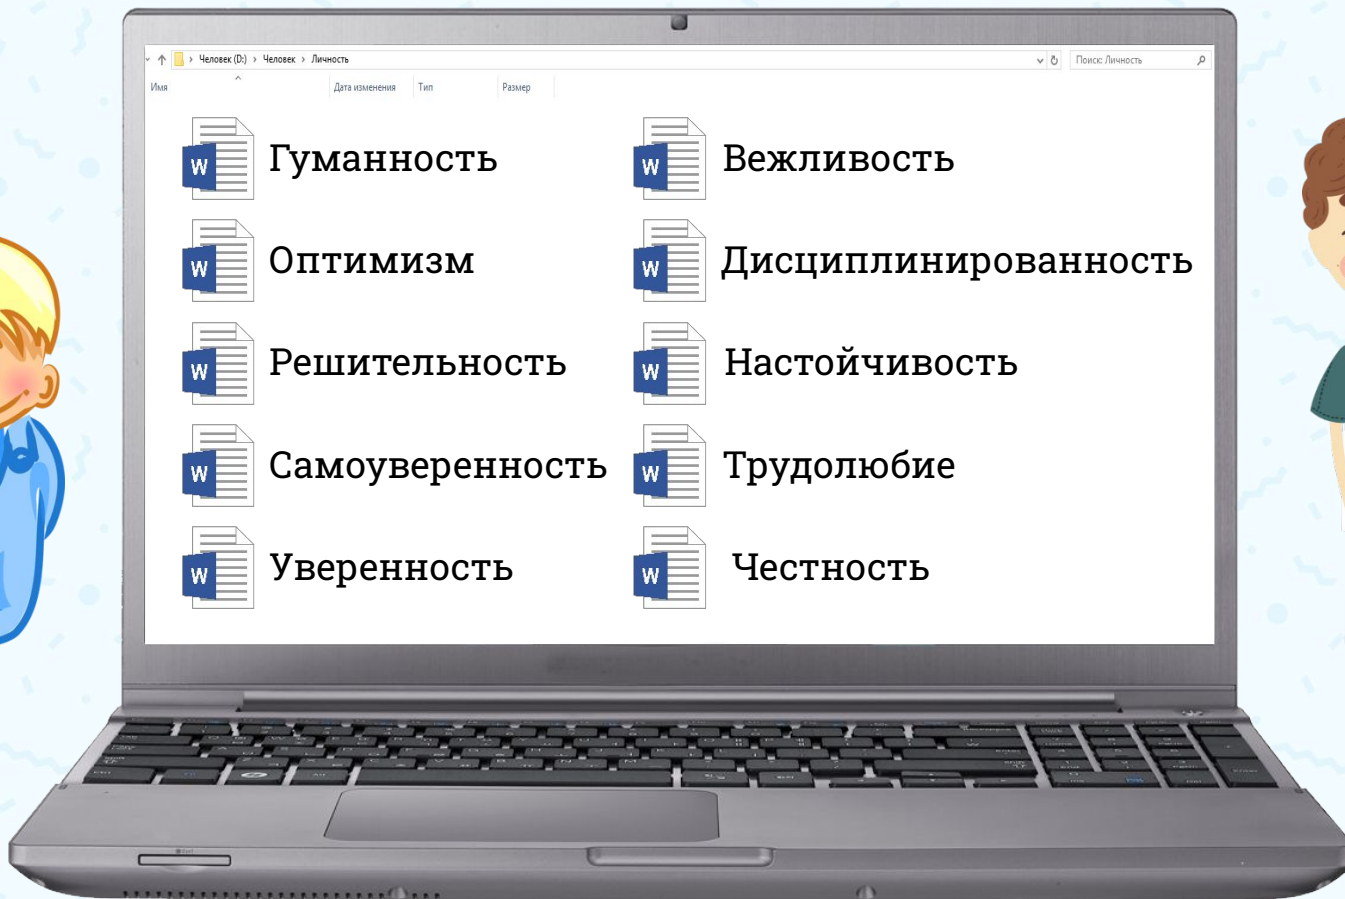 Человек (D:) › Человек › Личность
Поиск: Личность
Имя Дата изменения Тип Размер
W Гуманность
W Вежливость
W Оптимизм
W Дисциплинированность
W Решительность
W Настойчивость
W Самоуверенность
W Трудолюбие
W Уверенность
W Честность